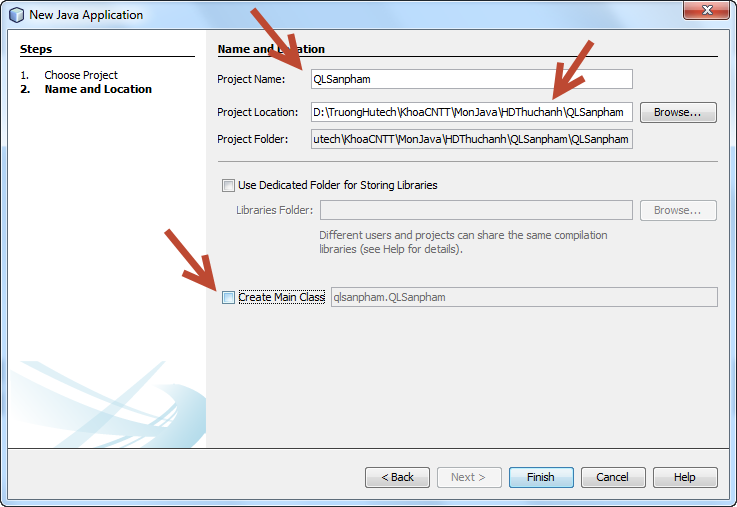 New Java Application
Steps
1. Choose Project
2. Name and Location
Name and Location
Project Name: QLSanpham
Project Location: D:\TruongHutech\KhoaCNTT\MonJava\HDThuchanh\QLSanpham Browse...
Project Folder: utech\KhoaCNTT\MonJava\HDThuchanh\QLSanpham\QLSanpham
Use Dedicated Folder for Storing Libraries
Libraries Folder: Browse...
Different users and projects can share the same compilation
libraries (see Help for details).
Create Main Class qlsanpham.QLSanpham
< Back Next > Finish Cancel Help